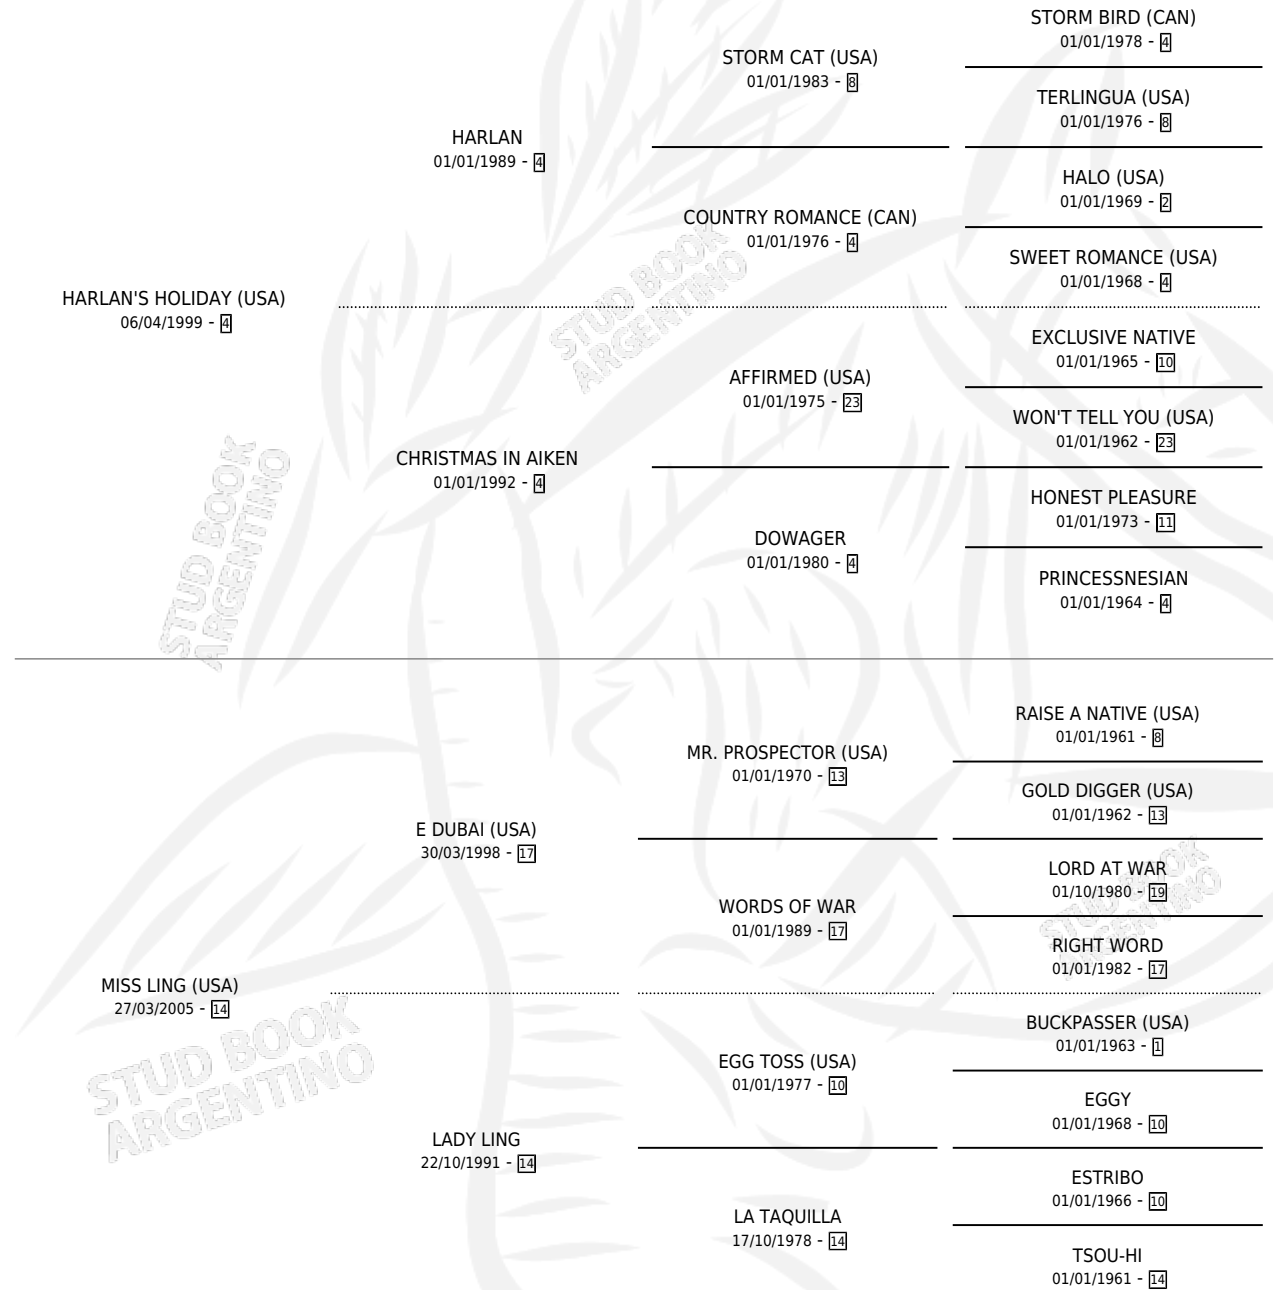 STORM BIRD (CAN)
01/01/1978 - 4
STORM CAT (USA)
01/01/1983 - 8
TERLINGUA (USA)
01/01/1976 - 8
HARLAN
01/01/1989 - 4
HALO (USA)
01/01/1969 - 2
COUNTRY ROMANCE (CAN)
01/01/1976 - 4
SWEET ROMANCE (USA)
01/01/1968 - 4
HARLAN'S HOLIDAY (USA)
06/04/1999 - 4
EXCLUSIVE NATIVE
01/01/1965 - 10
AFFIRMED (USA)
01/01/1975 - 23
WON'T TELL YOU (USA)
01/01/1962 - 23
CHRISTMAS IN AIKEN
01/01/1992 - 4
HONEST PLEASURE
01/01/1973 - 11
DOWAGER
01/01/1980 - 4
PRINCESSNESIAN
01/01/1964 - 4
RAISE A NATIVE (USA)
01/01/1961 - 8
MR. PROSPECTOR (USA)
01/01/1970 - 13
GOLD DIGGER (USA)
01/01/1962 - 13
E DUBAI (USA)
30/03/1998 - 17
LORD AT WAR
01/10/1980 - 19
WORDS OF WAR
01/01/1989 - 17
RIGHT WORD
01/01/1982 - 17
MISS LING (USA)
27/03/2005 - 14
BUCKPASSER (USA)
01/01/1963 - 1
EGG TOSS (USA)
01/01/1977 - 10
EGGY
01/01/1968 - 10
LADY LING
22/10/1991 - 14
ESTRIBO
01/01/1966 - 10
LA TAQUILLA
17/10/1978 - 14
TSOU-HI
01/01/1961 - 14
STUD BOOK
ARGENTINO
STUD BOOK
ARGENTINO
STUD BOOK
ARGENTINO
STUD BOOK
ARGENTINO